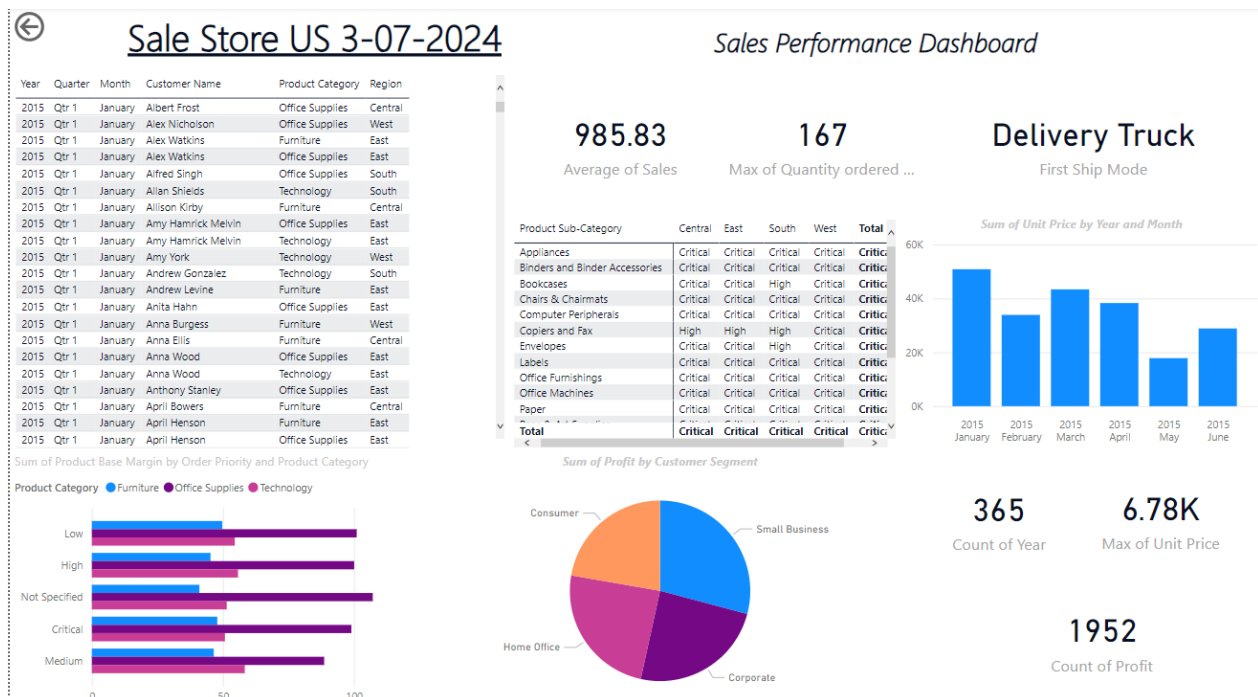 Sale Store US 3-07-2024
Sales Performance Dashboard
Year Quarter Month Customer Name Product Category Region
2015 Qtr 1 January Albert Frost Office Supplies Central
2015 Qtr 1 January Alex Nicholson Office Supplies West
2015 Qtr 1 January Alex Watkins Furniture East
2015 Qtr 1 January Alex Watkins Office Supplies East
2015 Qtr 1 January Alfred Singh Office Supplies South
2015 Qtr 1 January Allan Shields Technology South
2015 Qtr 1 January Allison Kirby Furniture Central
2015 Qtr 1 January Amy Hamrick Melvin Office Supplies East
2015 Qtr 1 January Amy Hamrick Melvin Technology East
2015 Qtr 1 January Amy York Technology West
2015 Qtr 1 January Andrew Gonzalez Technology South
2015 Qtr 1 January Andrew Levine Furniture East
2015 Qtr 1 January Anita Hahn Office Supplies East
2015 Qtr 1 January Anna Burgess Furniture West
2015 Qtr 1 January Anna Ellis Furniture Central
2015 Qtr 1 January Anna Wood Office Supplies East
2015 Qtr 1 January Anna Wood Technology East
2015 Qtr 1 January Anthony Stanley Office Supplies East
2015 Qtr 1 January April Bowers Furniture Central
2015 Qtr 1 January April Henson Furniture East
2015 Qtr 1 January April Henson Office Supplies East
985.83
Average of Sales
167
Max of Quantity ordered ...
Delivery Truck
First Ship Mode
Product Sub-Category Central East South West Total
Appliances Critical Critical Critical Critical Critic
Binders and Binder Accessories Critical Critical Critical Critical Critic
Bookcases Critical Critical High Critical Critic
Chairs & Chairmats Critical Critical Critical Critical Critic
Computer Peripherals Critical Critical Critical Critical Critic
Copiers and Fax High High High Critical Critic
Envelopes Critical Critical High Critical Critic
Labels Critical Critical Critical Critical Critic
Office Furnishings Critical Critical Critical Critical Critic
Office Machines Critical Critical Critical Critical Critic
Paper Critical Critical Critical Critical Critic
Total Critical Critical Critical Critical Critic
Sum of Unit Price by Year and Month
60K
40K
20K
0K
2015 2015 2015 2015 2015 2015
January February March April May June
Sum of Product Base Margin by Order Priority and Product Category
Product Category Furniture Office Supplies Technology
Low
High
Not Specified
Critical
Medium
0 50 100
Sum of Profit by Customer Segment
Consumer
Small Business
Home Office
Corporate
365
Count of Year
6.78K
Max of Unit Price
1952
Count of Profit